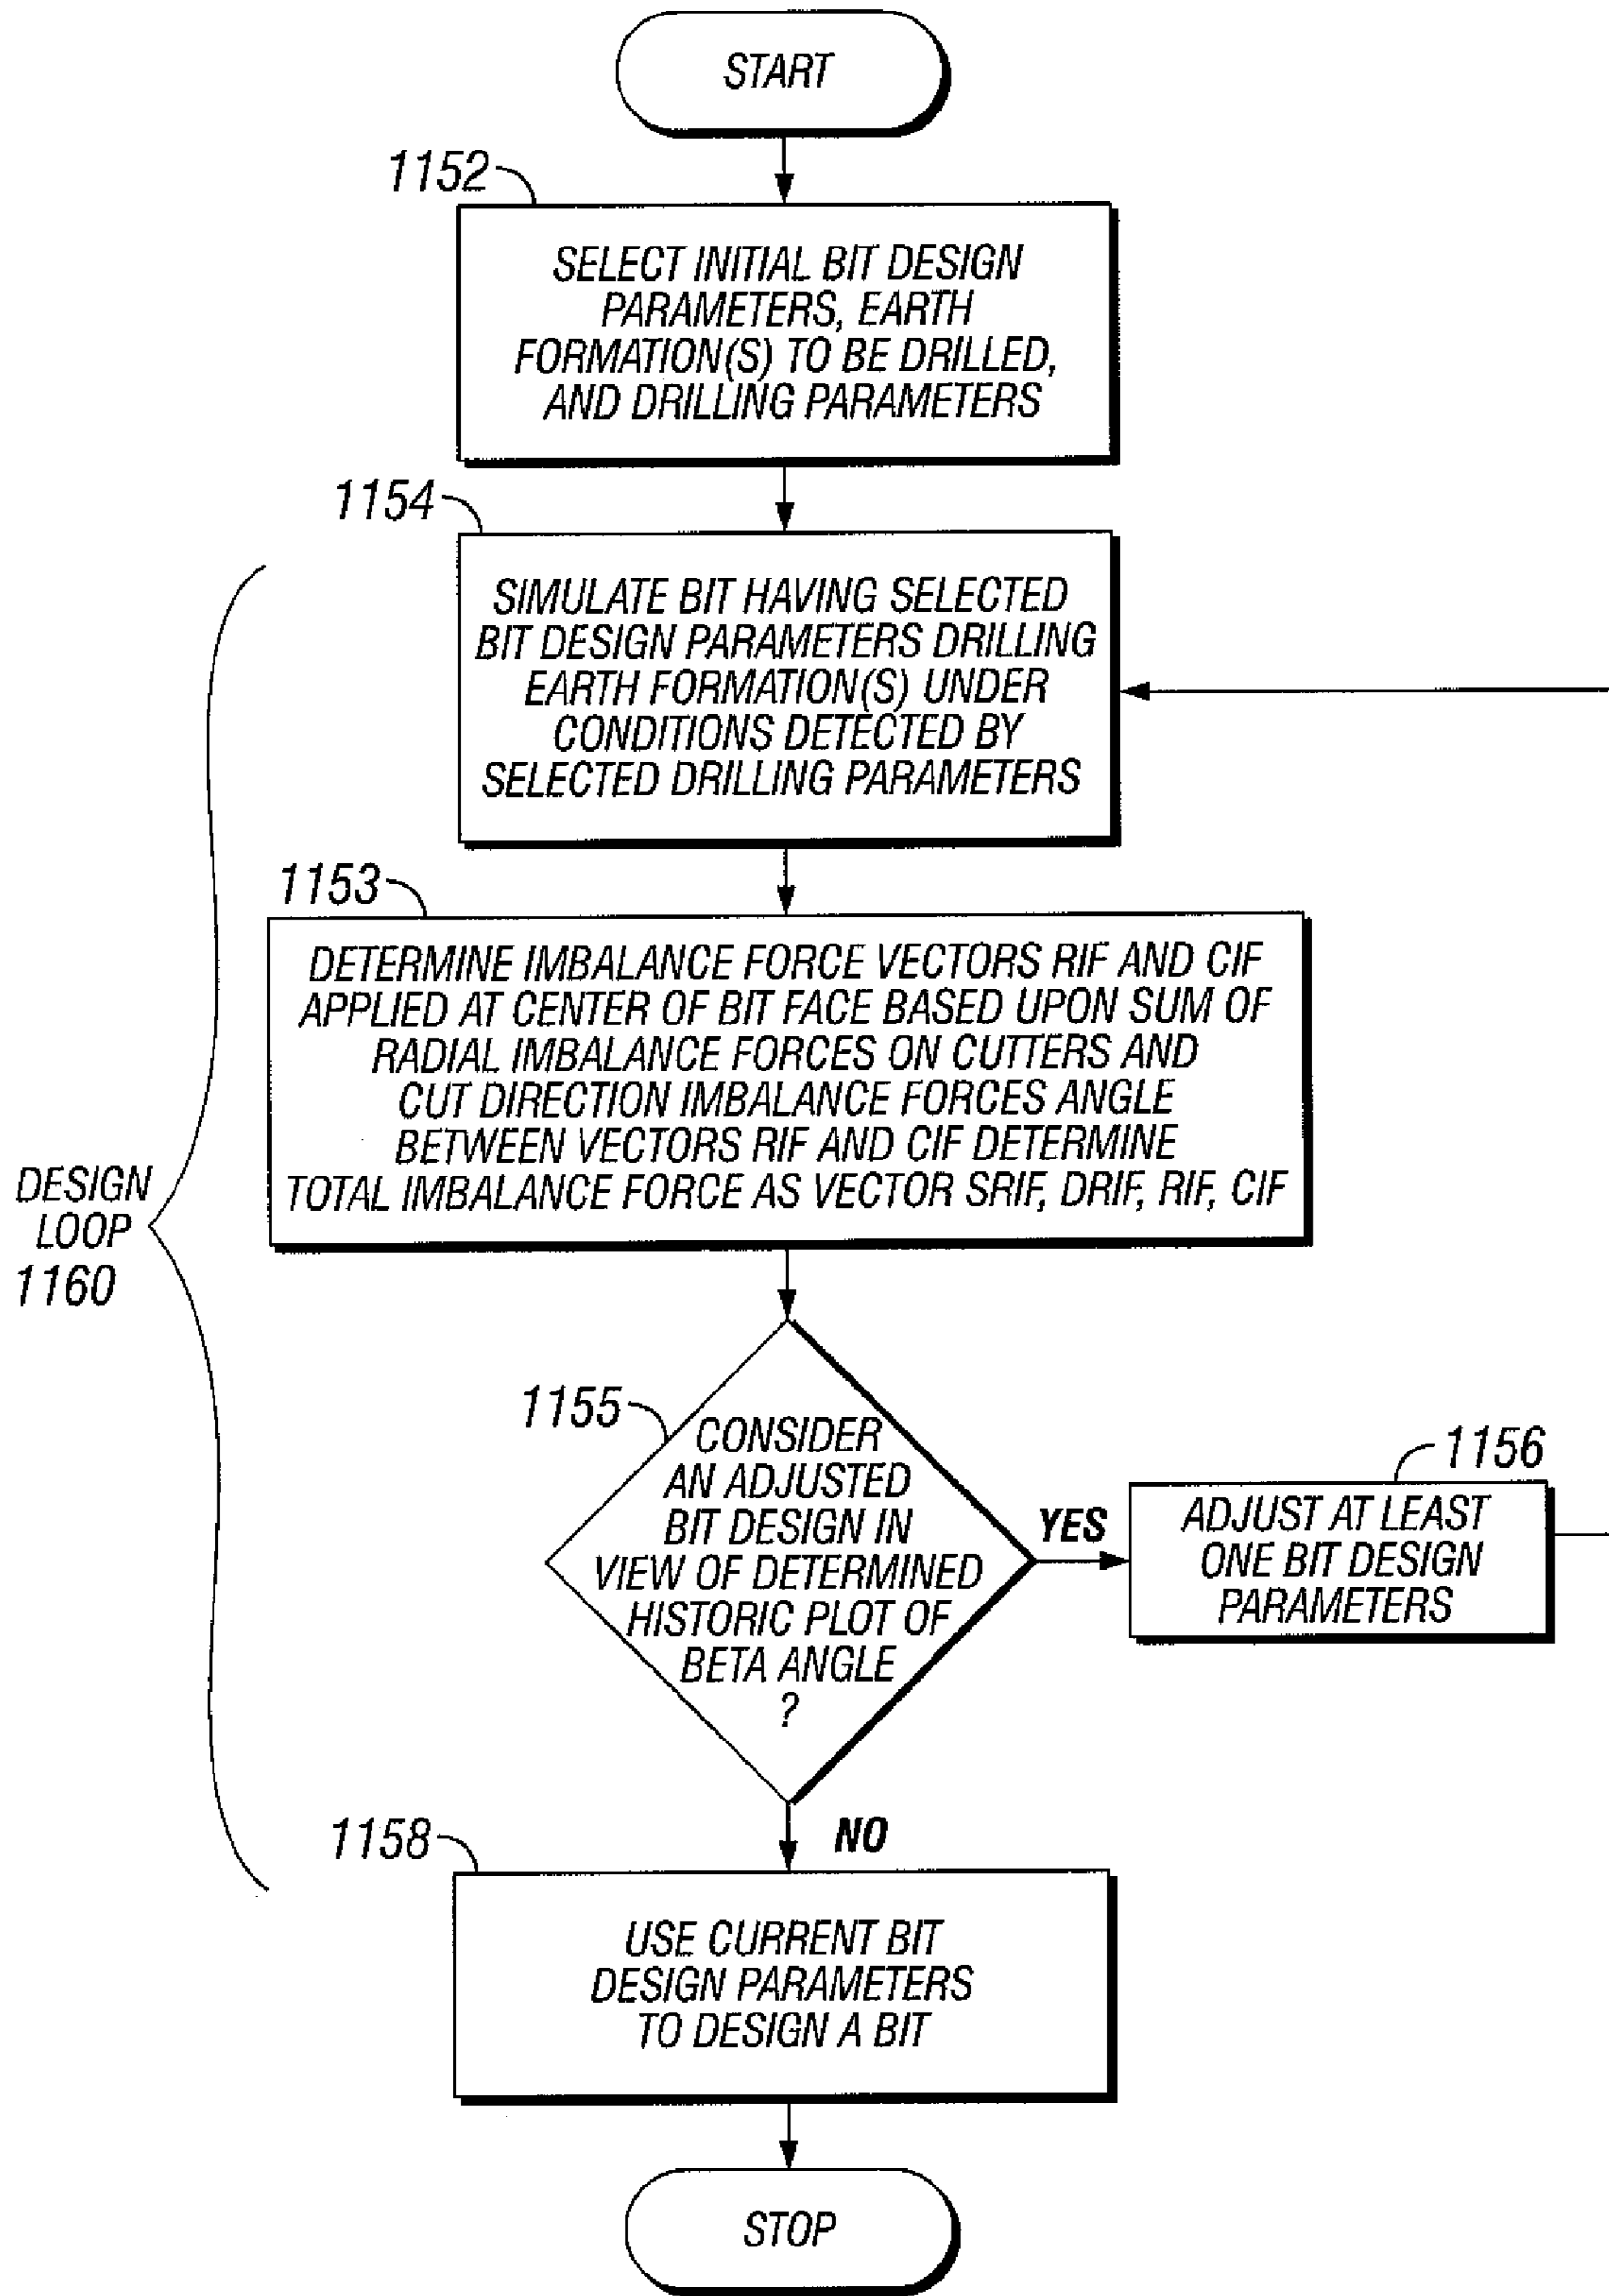 START
1152
SELECT INITIAL BIT DESIGN
PARAMETERS, EARTH
FORMATION(S) TO BE DRILLED,
AND DRILLING PARAMETERS
1154
SIMULATE BIT HAVING SELECTED
BIT DESIGN PARAMETERS DRILLING
EARTH FORMATION(S) UNDER
CONDITIONS DETECTED BY
SELECTED DRILLING PARAMETERS
1153
DETERMINE IMBALANCE FORCE VECTORS RIF AND CIF
APPLIED AT CENTER OF BIT FACE BASED UPON SUM OF
RADIAL IMBALANCE FORCES ON CUTTERS AND
CUT DIRECTION IMBALANCE FORCES ANGLE
BETWEEN VECTORS RIF AND CIF DETERMINE
TOTAL IMBALANCE FORCE AS VECTOR SRIF, DRIF, RIF, CIF
DESIGN
LOOP
1160
1155
CONSIDER
AN ADJUSTED
BIT DESIGN IN
VIEW OF DETERMINED
HISTORIC PLOT OF
BETA ANGLE
?
YES
1156
ADJUST AT LEAST
ONE BIT DESIGN
PARAMETERS
NO
1158
USE CURRENT BIT
DESIGN PARAMETERS
TO DESIGN A BIT
STOP